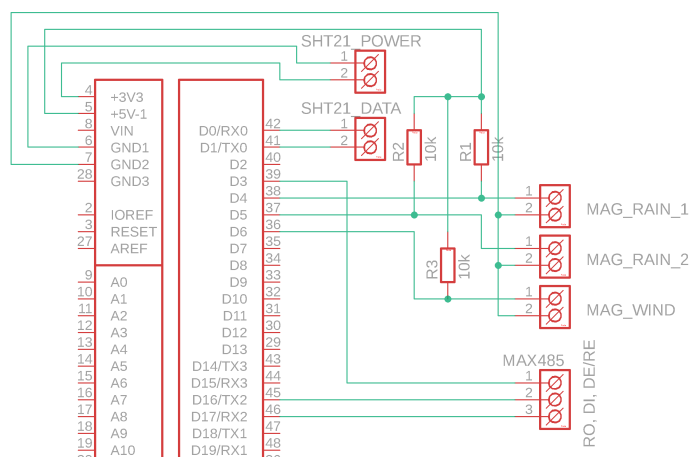 SHT21_POWER
1
2
SHT21_DATA
1
2
4 +3V3
5 +5V-1
8 VIN
6 GND1
7 GND2
28 GND3
2 IOREF
3 RESET
27 AREF
9 A0
10 A1
11 A2
12 A3
13 A4
14 A5
15 A6
16 A7
17 A8
18 A9
19 A10
D0/RX0 42
D1/TX0 41
D2 40
D3 39
D4 38
D5 37
D6 36
D7 35
D8 34
D9 33
D10 32
D11 31
D12 30
D13 29
D14/TX3 43
D15/RX3 44
D16/TX2 45
D17/RX2 46
D18/TX1 47
D19/RX1 48
R2
10k
R1
10k
R3
10k
1
2
MAG_RAIN_1
1
2
MAG_RAIN_2
1
2
MAG_WIND
MAX485
1
2
3
RO, DI, DE/RE